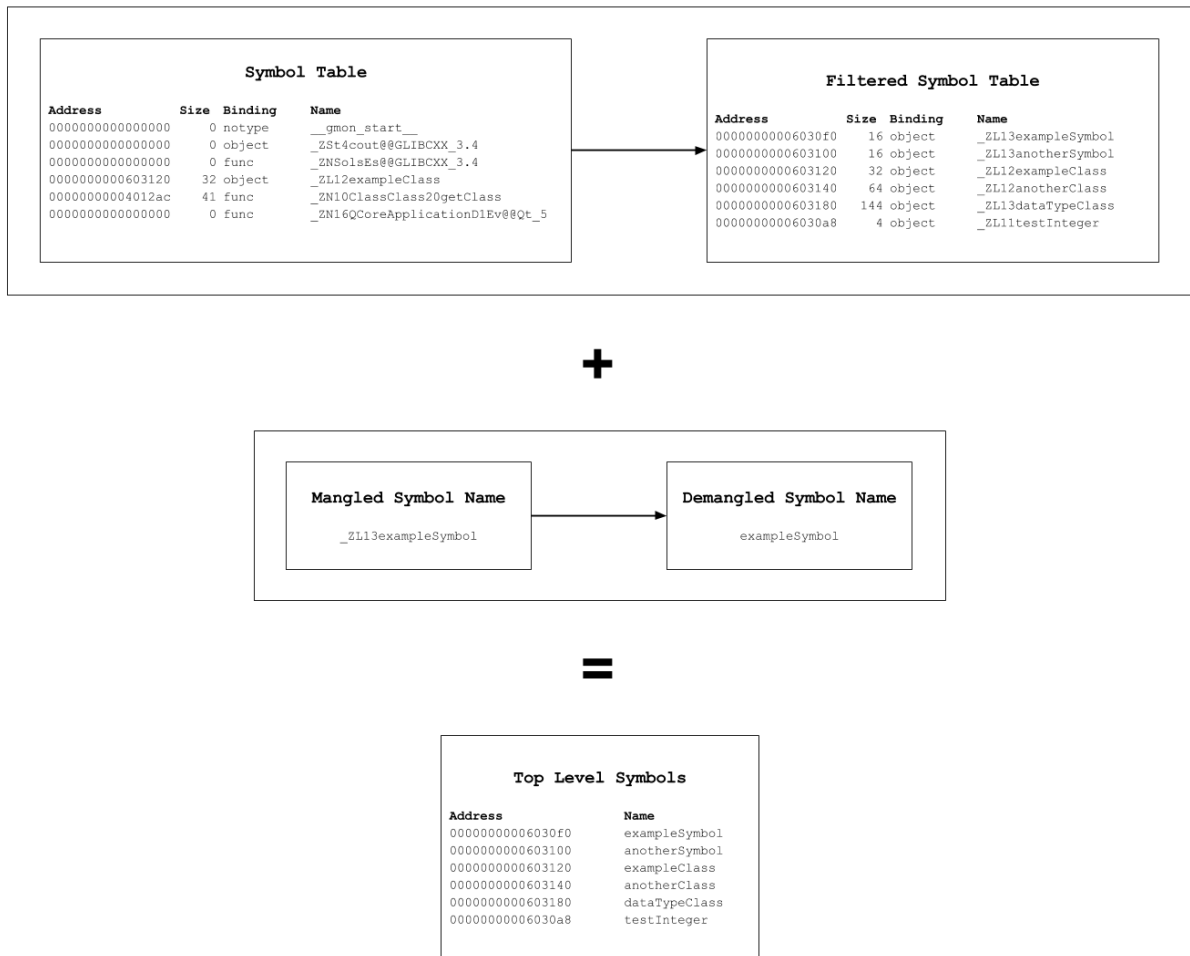 Symbol Table
Address Size Binding Name
0000000000000000 0 notype __gmon_start__
0000000000000000 0 object _ZSt4cout@@GLIBCXX_3.4
0000000000000000 0 func _ZNSolsEs@@GLIBCXX_3.4
0000000000603120 32 object _ZL12exampleClass
00000000004012ac 41 func _ZN10ClassClass20getClass
0000000000000000 0 func _ZN16QCoreApplicationD1Ev@@Qt_5
Filtered Symbol Table
Address Size Binding Name
00000000006030f0 16 object _ZL13exampleSymbol
0000000000603100 16 object _ZL13anotherSymbol
0000000000603120 32 object _ZL12exampleClass
0000000000603140 64 object _ZL12anotherClass
0000000000603180 144 object _ZL13dataTypeClass
00000000006030a8 4 object _ZL11testInteger
+
Mangled Symbol Name
_ZL13exampleSymbol
Demangled Symbol Name
exampleSymbol
=
Top Level Symbols
Address Name
00000000006030f0 exampleSymbol
0000000000603100 anotherSymbol
0000000000603120 exampleClass
0000000000603140 anotherClass
0000000000603180 dataTypeClass
00000000006030a8 testInteger